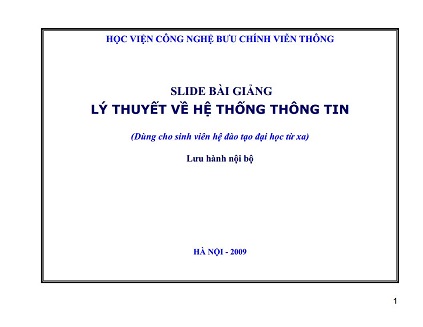 HỌC VIỆN CÔNG NGHỆ BƯU CHÍNH VIỄN THÔNG
SLIDE BÀI GIẢNG
LÝ THUYẾT VỀ HỆ THỐNG THÔNG TIN
(Dùng cho sinh viên hệ đào tạo đại học từ xa)
Lưu hành nội bộ
HÀ NỘI - 2009
1